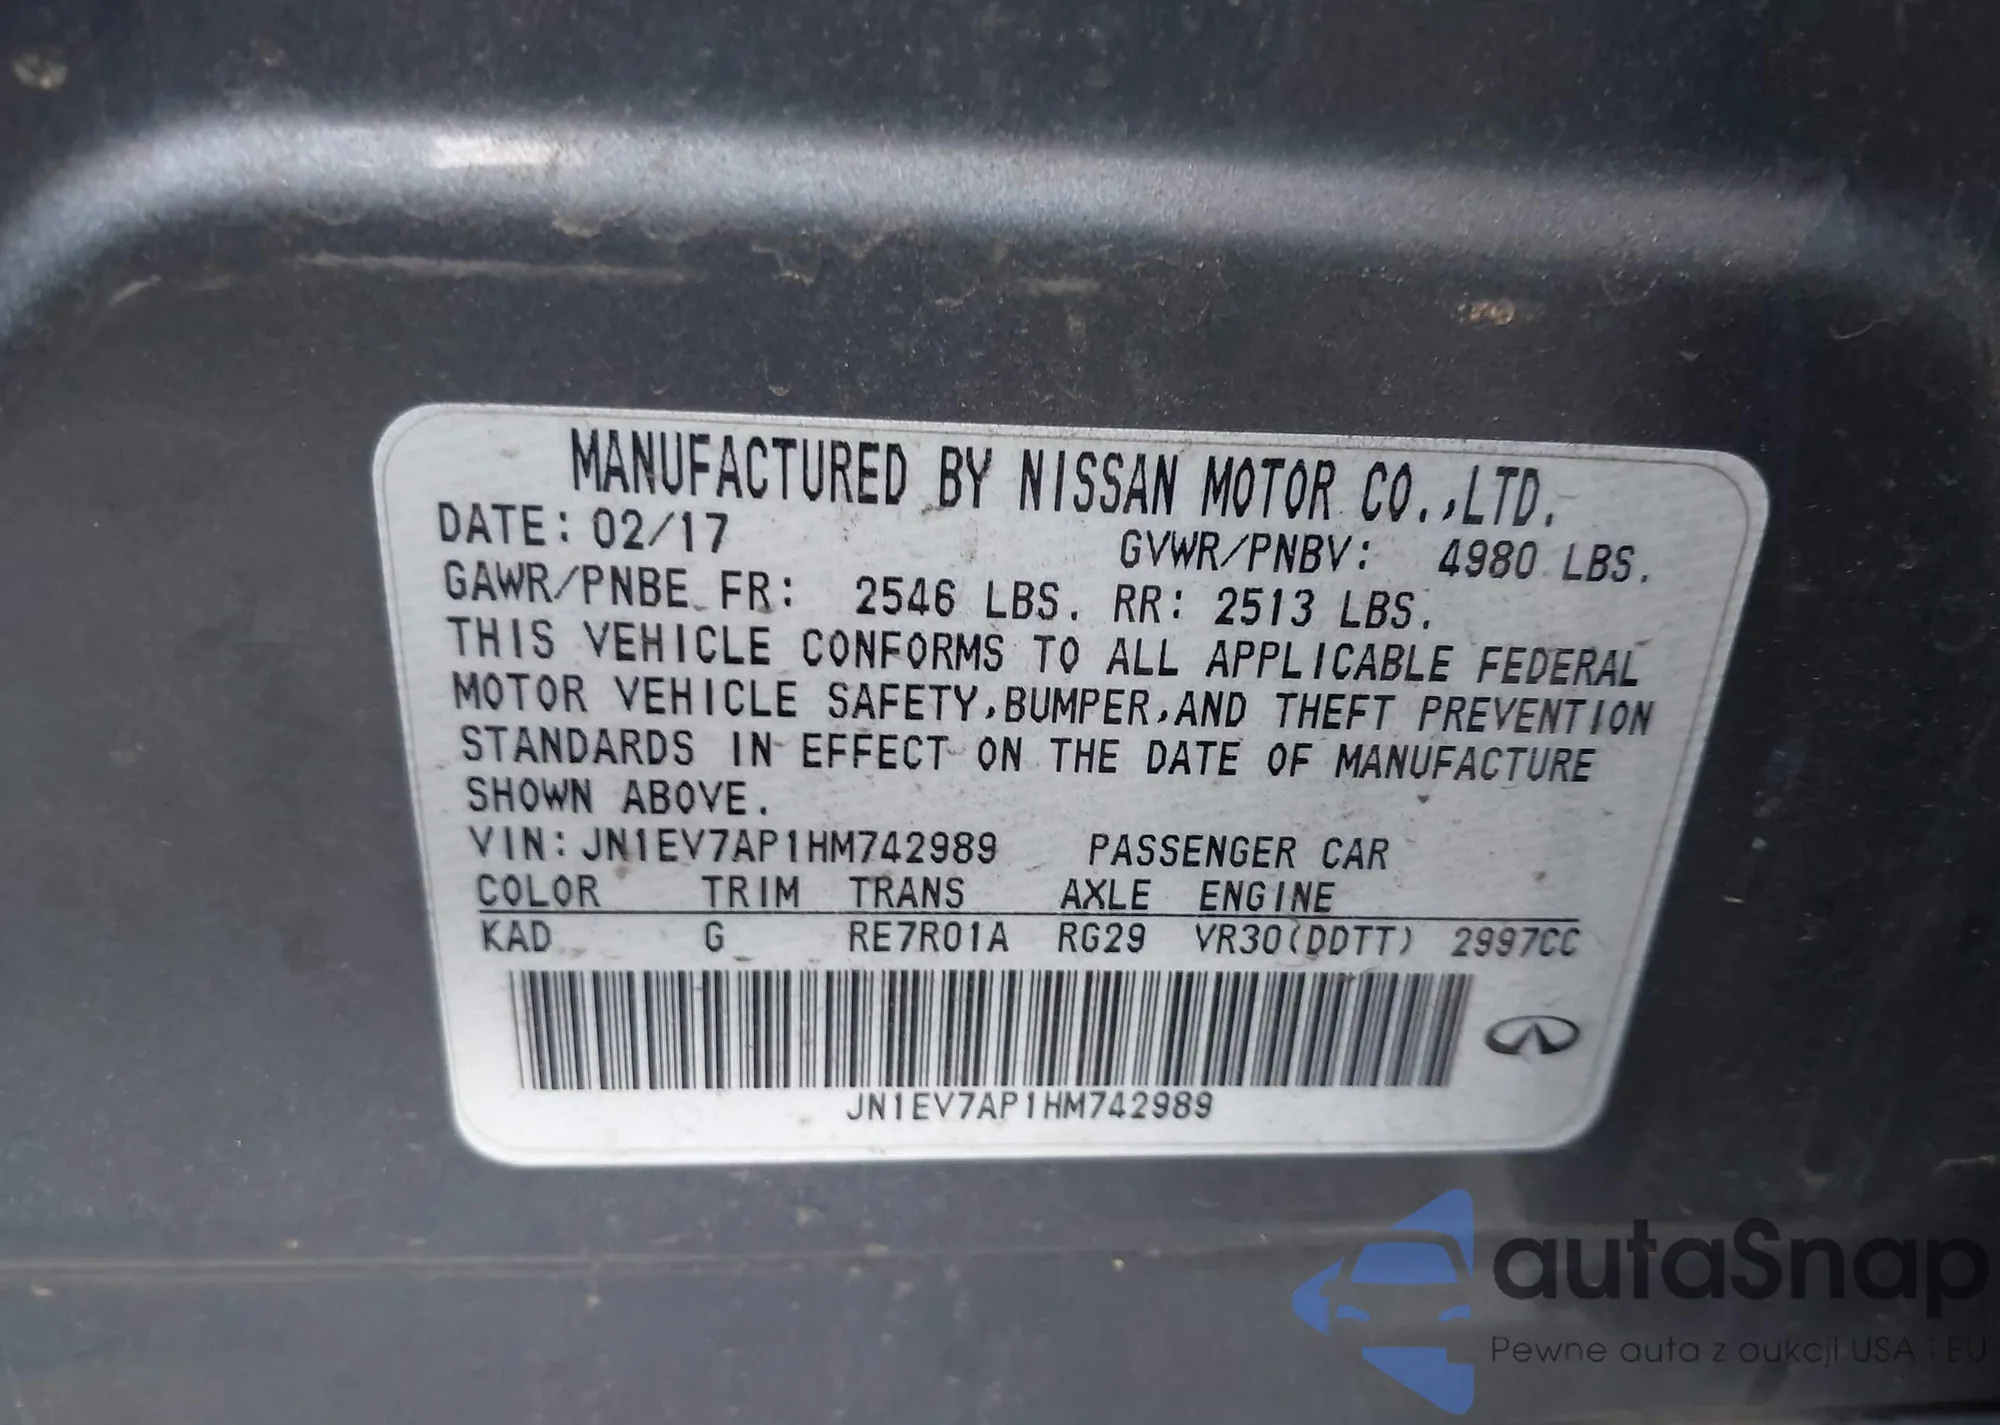 MANUFACTURED BY NISSAN MOTOR CO.,LTD.
DATE: 02/17 GVWR/PNBV: 4980 LBS.
GAWR/PNBE FR: 2546 LBS. RR: 2513 LBS.
THIS VEHICLE CONFORMS TO ALL APPLICABLE FEDERAL
MOTOR VEHICLE SAFETY,BUMPER,AND THEFT PREVENTION
STANDARDS IN EFFECT ON THE DATE OF MANUFACTURE
SHOWN ABOVE.
VIN:JN1EV7AP1HM742989 PASSENGER CAR
COLOR TRIM TRANS AXLE ENGINE
KAD G RE7R01A RG29 VR30(DDTT) 2997CC
JN1EV7AP1HM742989
autaSnap
Pewne auta z aukcji USA i EU